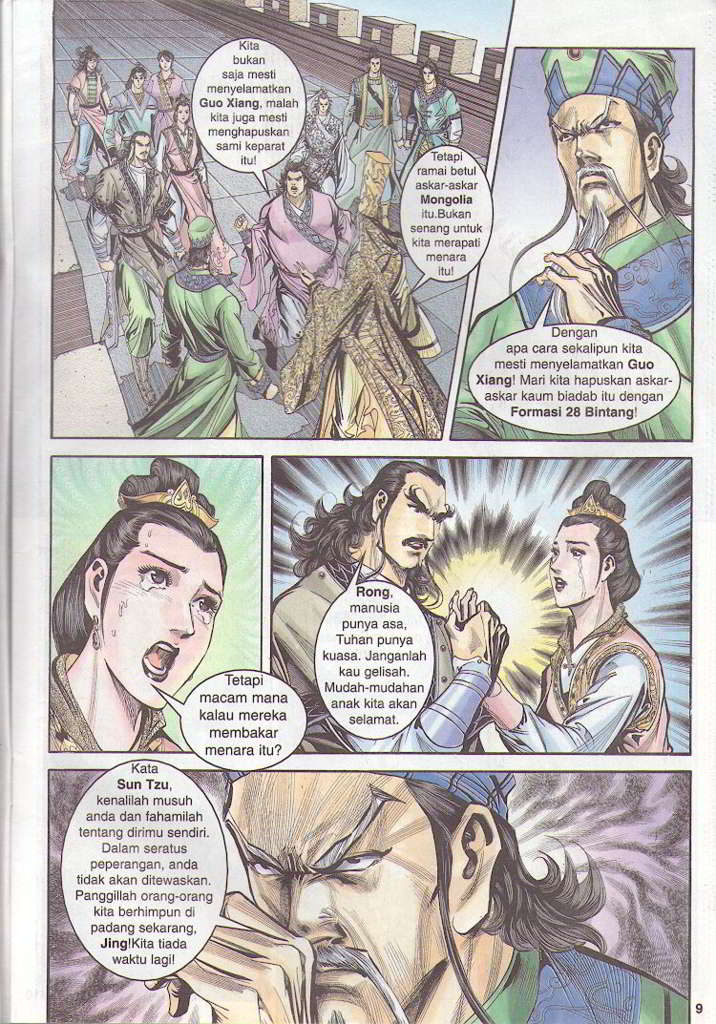 Kita
bukan
saja mesti
menyelamatkan
Guo Xiang, malah
kita juga mesti
menghapuskan
sami keparat
itu!
Tetapi
ramai betul
askar-askar
Mongolia
itu.Bukan
senang untuk
kita merapati
menara
itu!
Dengan
apa cara sekalipun kita
mesti menyelamatkan Guo
Xiang! Mari kita hapuskan askar-
askar kaum biadab itu dengan
Formasi 28 Bintang!
Tetapi
macam mana
kalau mereka
membakar
menara itu?
Rong,
manusia
punya asa,
Tuhan punya
kuasa. Janganlah
kau gelisah.
Mudah-mudahan
anak kita akan
selamat.
Kata
Sun Tzu,
kenalilah musuh
anda dan fahamilah
tentang dirimu sendiri.
Dalam seratus
peperangan, anda
tidak akan ditewaskan.
Panggillah orang-orang
kita berhimpun di
padang sekarang,
Jing!Kita tiada
waktu lagi!
9